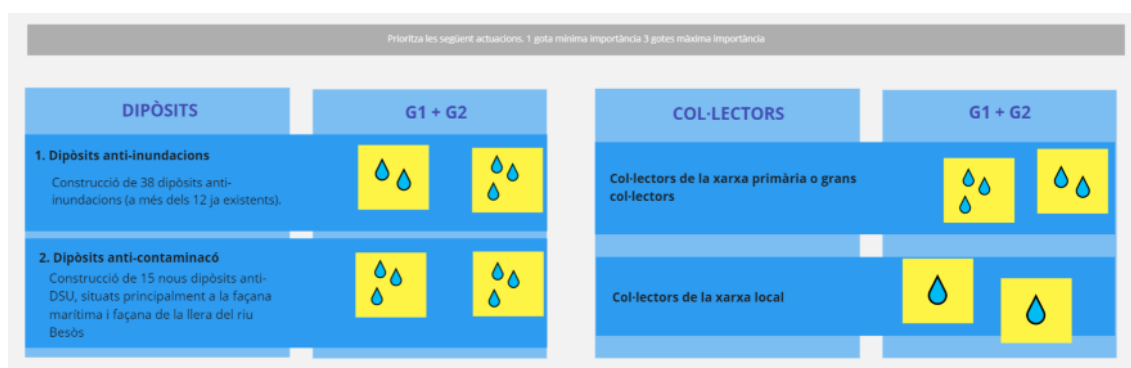 Prioritza les següent actuacions. 1 gota mínima importància 3 gotes màxima importància
DIPÒSITS
G1 + G2
1. Dipòsits anti-inundacions
Construcció de 38 dipòsits anti-
inundacions (a més dels 12 ja existents).
2. Dipòsits anti-contaminació
Construcció de 15 nous dipòsits anti-
DSU, situats principalment a la façana
marítima i façana de la llera del riu
Besòs
COL·LECTORS
G1 + G2
Col·lectors de la xarxa primària o grans
col·lectors
Col·lectors de la xarxa local